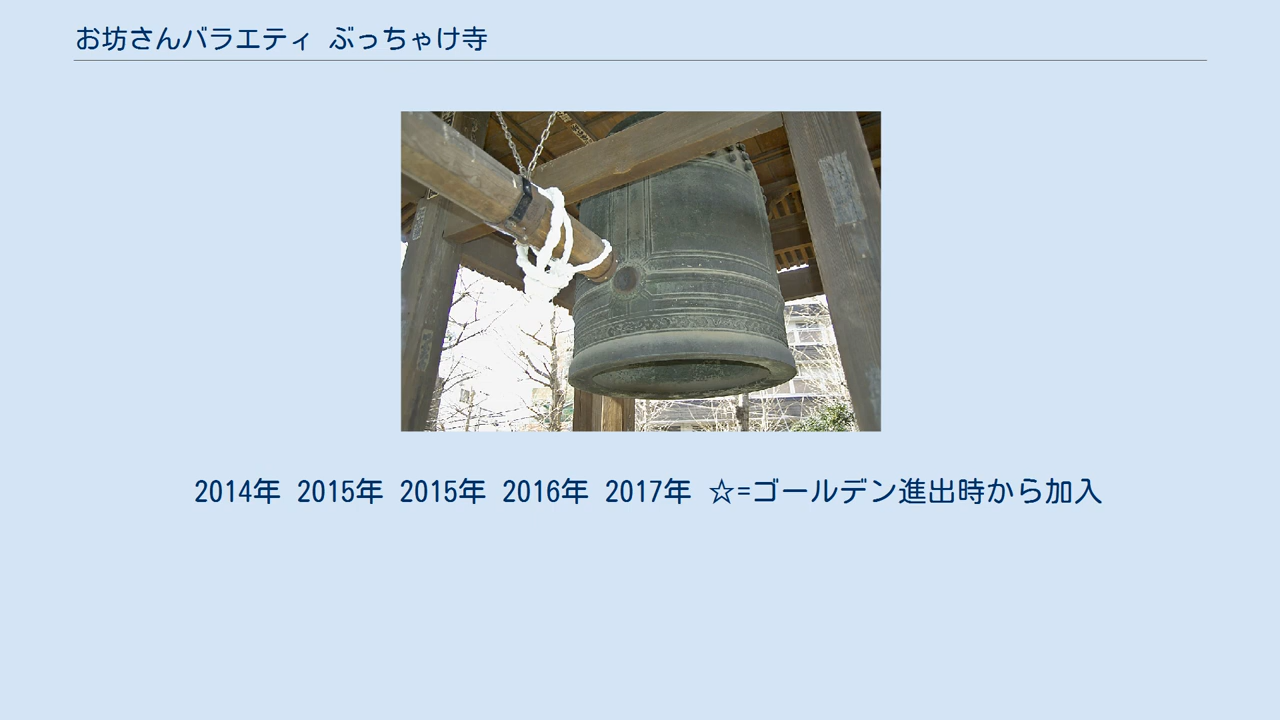 お坊さんバラエティ ぶっちゃけ寺
2014年 2015年 2015年 2016年 2017年 ☆=ゴールデン進出時から加入